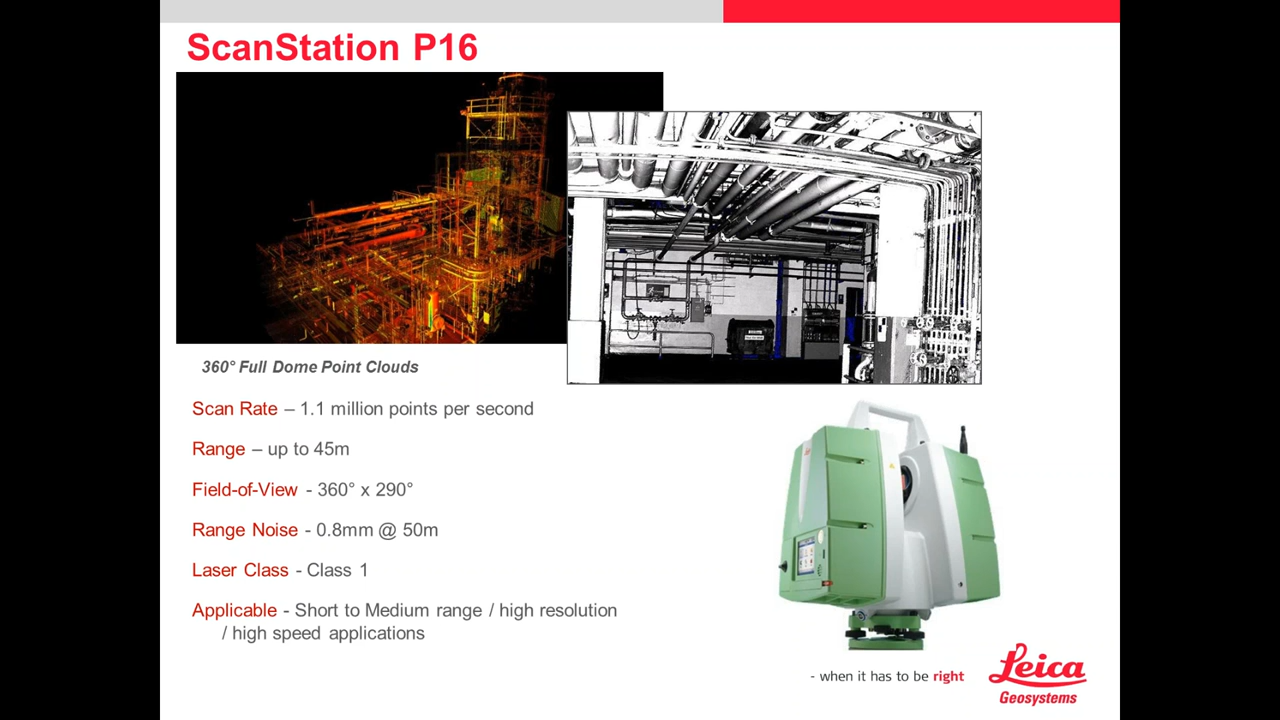 ScanStation P16
360° Full Dome Point Clouds
Scan Rate – 1.1 million points per second
Range – up to 45m
Field-of-View - 360° x 290°
Range Noise - 0.8mm @ 50m
Laser Class - Class 1
Applicable - Short to Medium range / high resolution
/ high speed applications
- when it has to be right
Leica
Geosystems